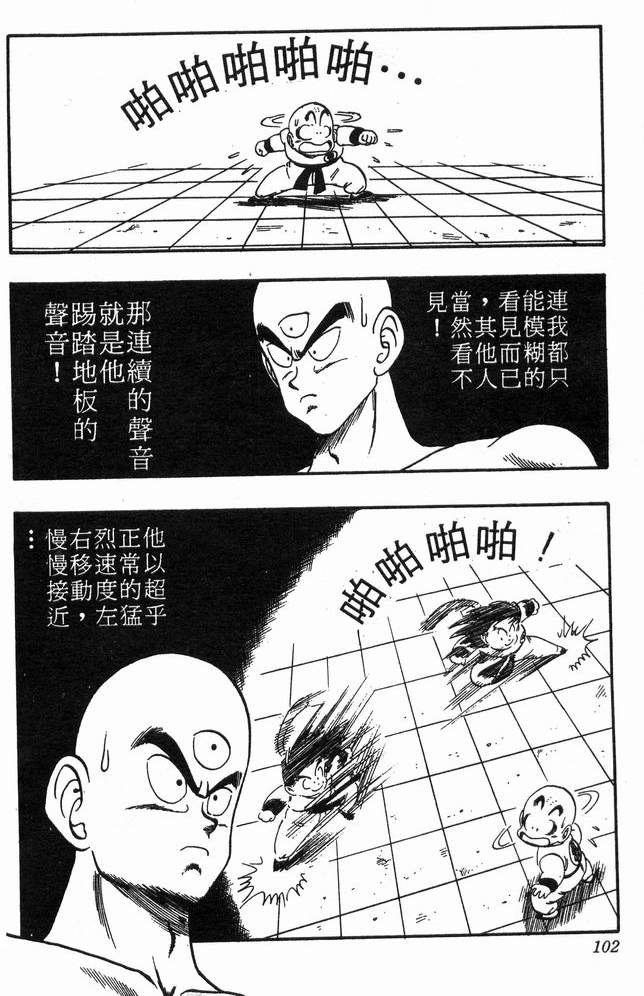 啪啪啪啪啪…
連我都只
能模糊的
看見而已
，其他人
當然看不
見！
那連續的聲音
就是他
踢踏地板的
聲音！
啪啪啪啪！
他以超乎
正常的猛
烈速度左
右移動，
慢慢接近
…
102